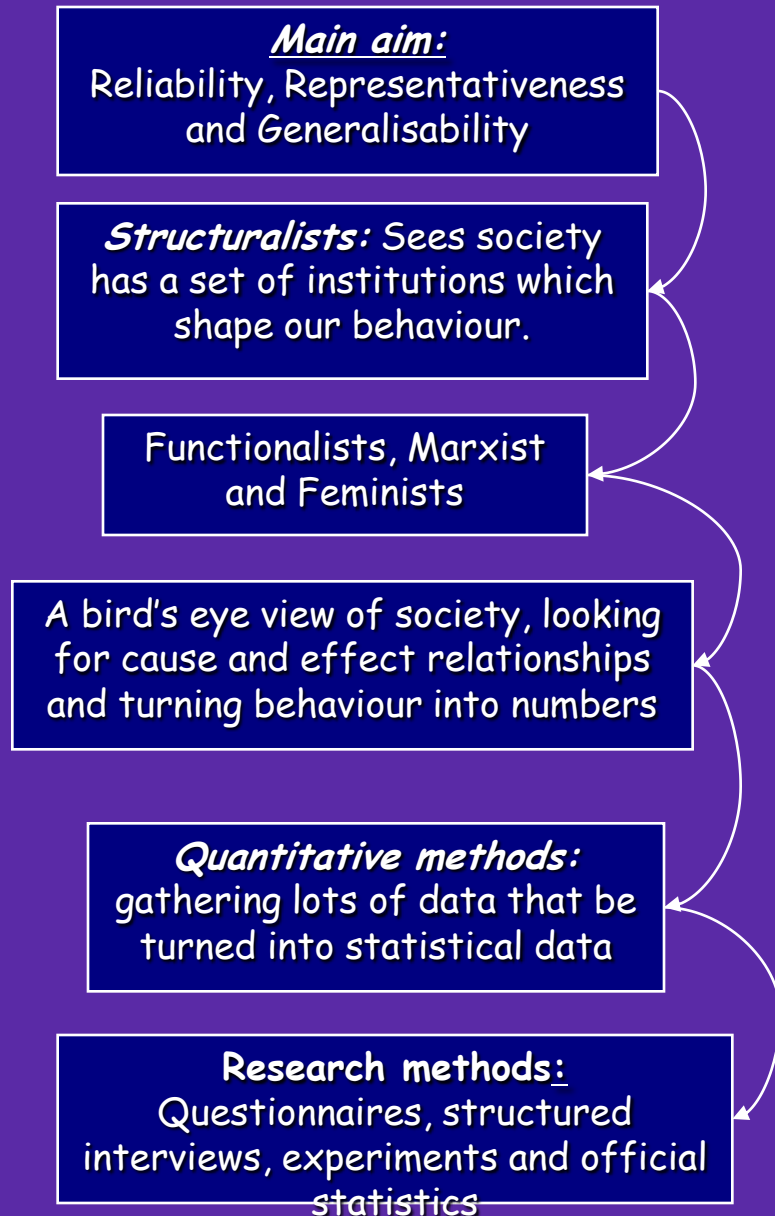 Main aim:
Reliability, Representativeness
and Generalisability
Structuralists: Sees society
has a set of institutions which
shape our behaviour.
Functionalists, Marxist
and Feminists
A bird's eye view of society, looking
for cause and effect relationships
and turning behaviour into numbers
Quantitative methods:
gathering lots of data that be
turned into statistical data
Research methods:
Questionnaires, structured
interviews, experiments and official
statistics